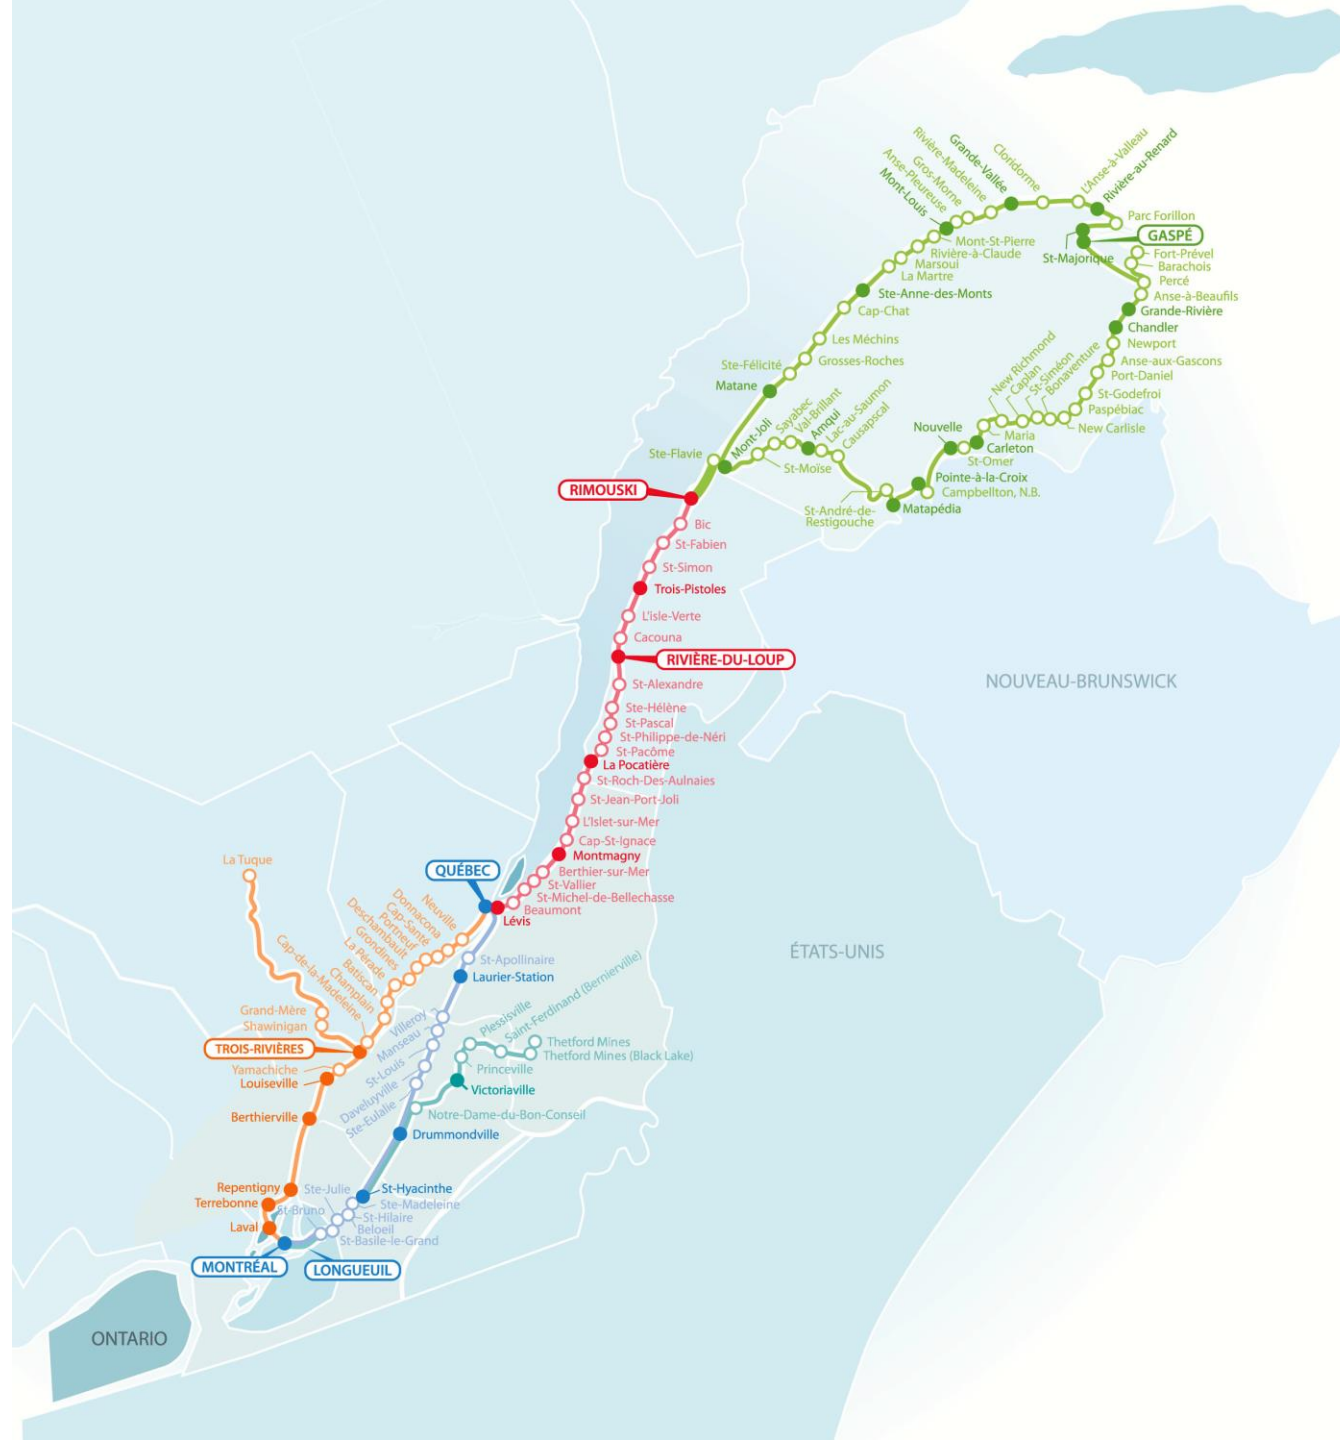 L'Anse-à-Valleau
Rivière-au-Renard
Cloridorme
Grande-Vallée
Rivière-Madeleine
Gros-Morne
Anse-Pleureuse
Mont-Louis
Parc Forillon
GASPÉ
St-Majorique
Fort-Prével
Barachois
Percé
Anse-à-Beaufils
Grande-Rivière
Chandler
Newport
Anse-aux-Gascons
Port-Daniel
St-Godefroi
Paspébiac
New Carlisle
Mont-St-Pierre
Rivière-à-Claude
Marsoui
La Martre
Ste-Anne-des-Monts
Cap-Chat
Les Méchins
Grosses-Roches
Ste-Félicité
Matane
New Richmond
Caplan
St-Siméon
Bonaventure
Maria
Carleton
Nouvelle
St-Omer
Pointe-à-la-Croix
Campbellton, N.B.
Matapédia
St-André-de-
Restigouche
Mont-Joli
Sayabec
Val-Brillant
Amqui
Lac-au-Saumon
Causapscal
St-Moïse
Ste-Flavie
RIMOUSKI
Bic
St-Fabien
St-Simon
Trois-Pistoles
L'isle-Verte
Cacouna
RIVIÈRE-DU-LOUP
St-Alexandre
Ste-Hélène
St-Pascal
St-Philippe-de-Néri
St-Pacôme
La Pocatière
St-Roch-Des-Aulnaies
St-Jean-Port-Joli
L'Islet-sur-Mer
Cap-St-Ignace
Montmagny
Berthier-sur-Mer
St-Vallier
St-Michel-de-Bellechasse
Beaumont
NOUVEAU-BRUNSWICK
ÉTATS-UNIS
QUÉBEC
Lévis
La Tuque
Neuville
Donnacona
Cap-Santé
Portneuf
Deschambault
Grondines
La Pérade
Batiscan
Champlain
Cap-de-la-Madeleine
Grand-Mère
Shawinigan
TROIS-RIVIÈRES
Yamachiche
Louiseville
Berthierville
Repentigny
Terrebonne
Laval
St-Apollinaire
Laurier-Station
Villeroy
Manseau
St-Louis
Daveluyville
Ste-Eulalie
Plessisville
Saint-Ferdinand (Bernierville)
Thetford Mines
Thetford Mines (Black Lake)
Princeville
Victoriaville
Notre-Dame-du-Bon-Conseil
Drummondville
St-Hyacinthe
Ste-Madeleine
St-Hilaire
Beloeil
St-Basile-le-Grand
Ste-Julie
St-Bruno
MONTRÉAL
LONGUEUIL
ONTARIO